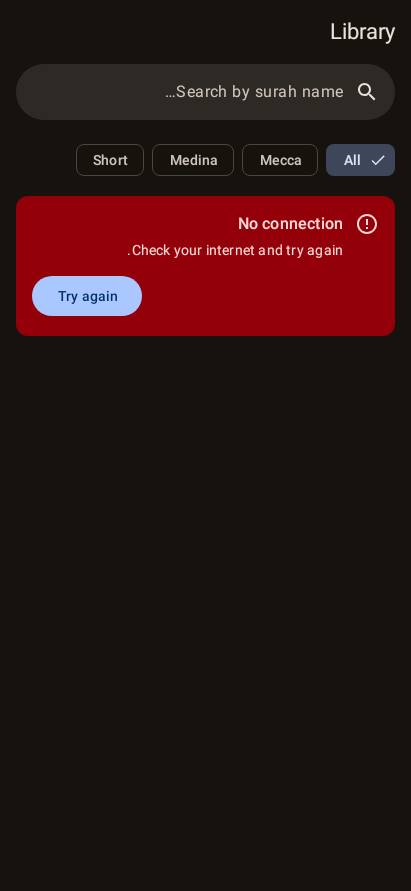 Library
Search by surah name…
All
Mecca
Medina
Short
No connection
Check your internet and try again.
Try again